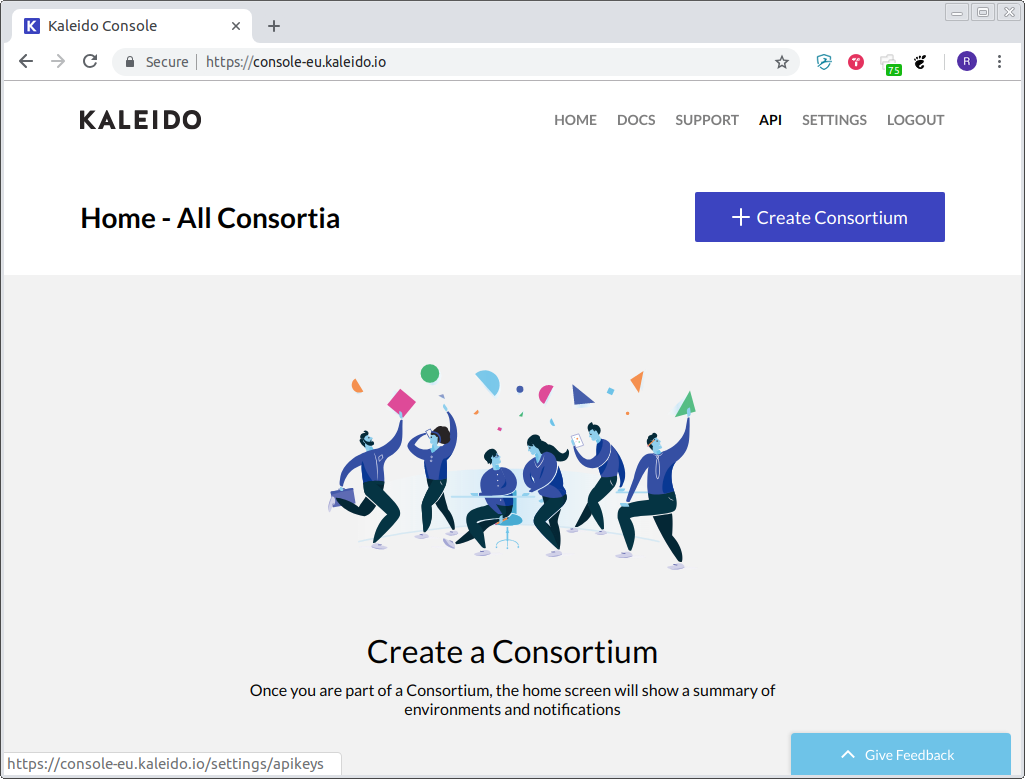 Kaleido Console
Secure https://console-eu.kaleido.io
75
R
KALEIDO
HOME DOCS SUPPORT API SETTINGS LOGOUT
Home - All Consortia
Create Consortium
Create a Consortium
Once you are part of a Consortium, the home screen will show a summary of
environments and notifications
Give Feedback
https://console-eu.kaleido.io/settings/apikeys